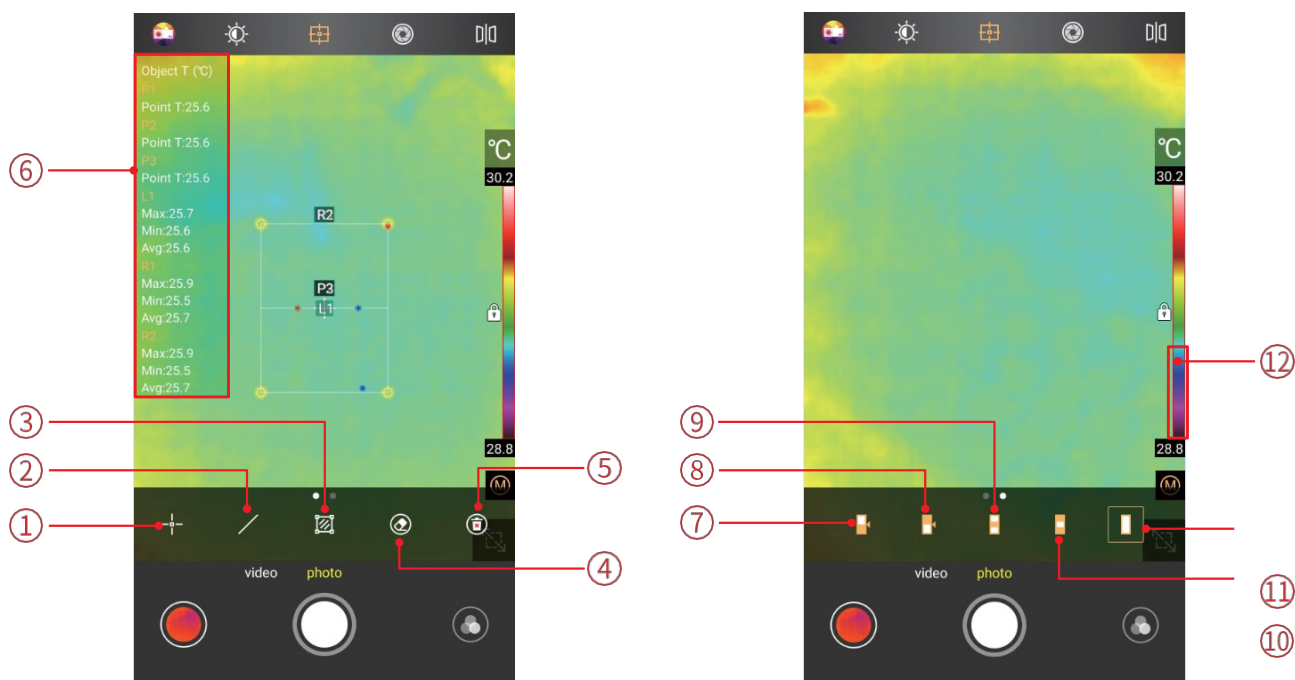 Object T (℃)
P1
Point T:25.6
P2
Point T:25.6
P3
Point T:25.6
L1
Max:25.7
Min:25.6
Avg:25.6
R1
Max:25.9
Min:25.5
Avg:25.7
R2
Max:25.9
Min:25.5
Avg:25.7
R2
P3
L1
℃
30.2
28.8
M
video photo
⑥
③
②
①
⑤
④
℃
30.2
28.8
M
video photo
⑨
⑧
⑦
⑫
⑪
⑩